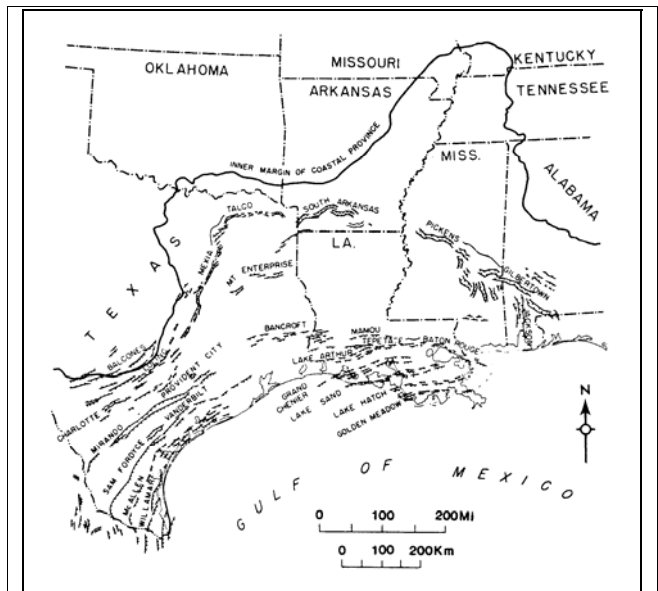 OKLAHOMA
MISSOURI
KENTUCKY
ARKANSAS
TENNESSEE
INNER MARGIN OF COASTAL PROVINCE
MISS.
ALABAMA
TALCO
SOUTH ARKANSAS
TEXAS
MEXIA
LA.
PICKENS
MT ENTERPRISE
GILBERTOWN
JACKSON
BANCROFT
MAMOU
TEPETATE - BATON ROUGE
BALCONES
LAKE ARTHUR
PROVIDENT CITY
GRAND
CHENIER
LAKE SAND
LAKE HATCH
GOLDEN MEADOW
CHARLOTTE
MIRANDO
VANDERBILT
SAM FORDYCE
McALLEN
WILLAMAR
N
GULF OF MEXICO
0 100 200Mi
0 100 200Km